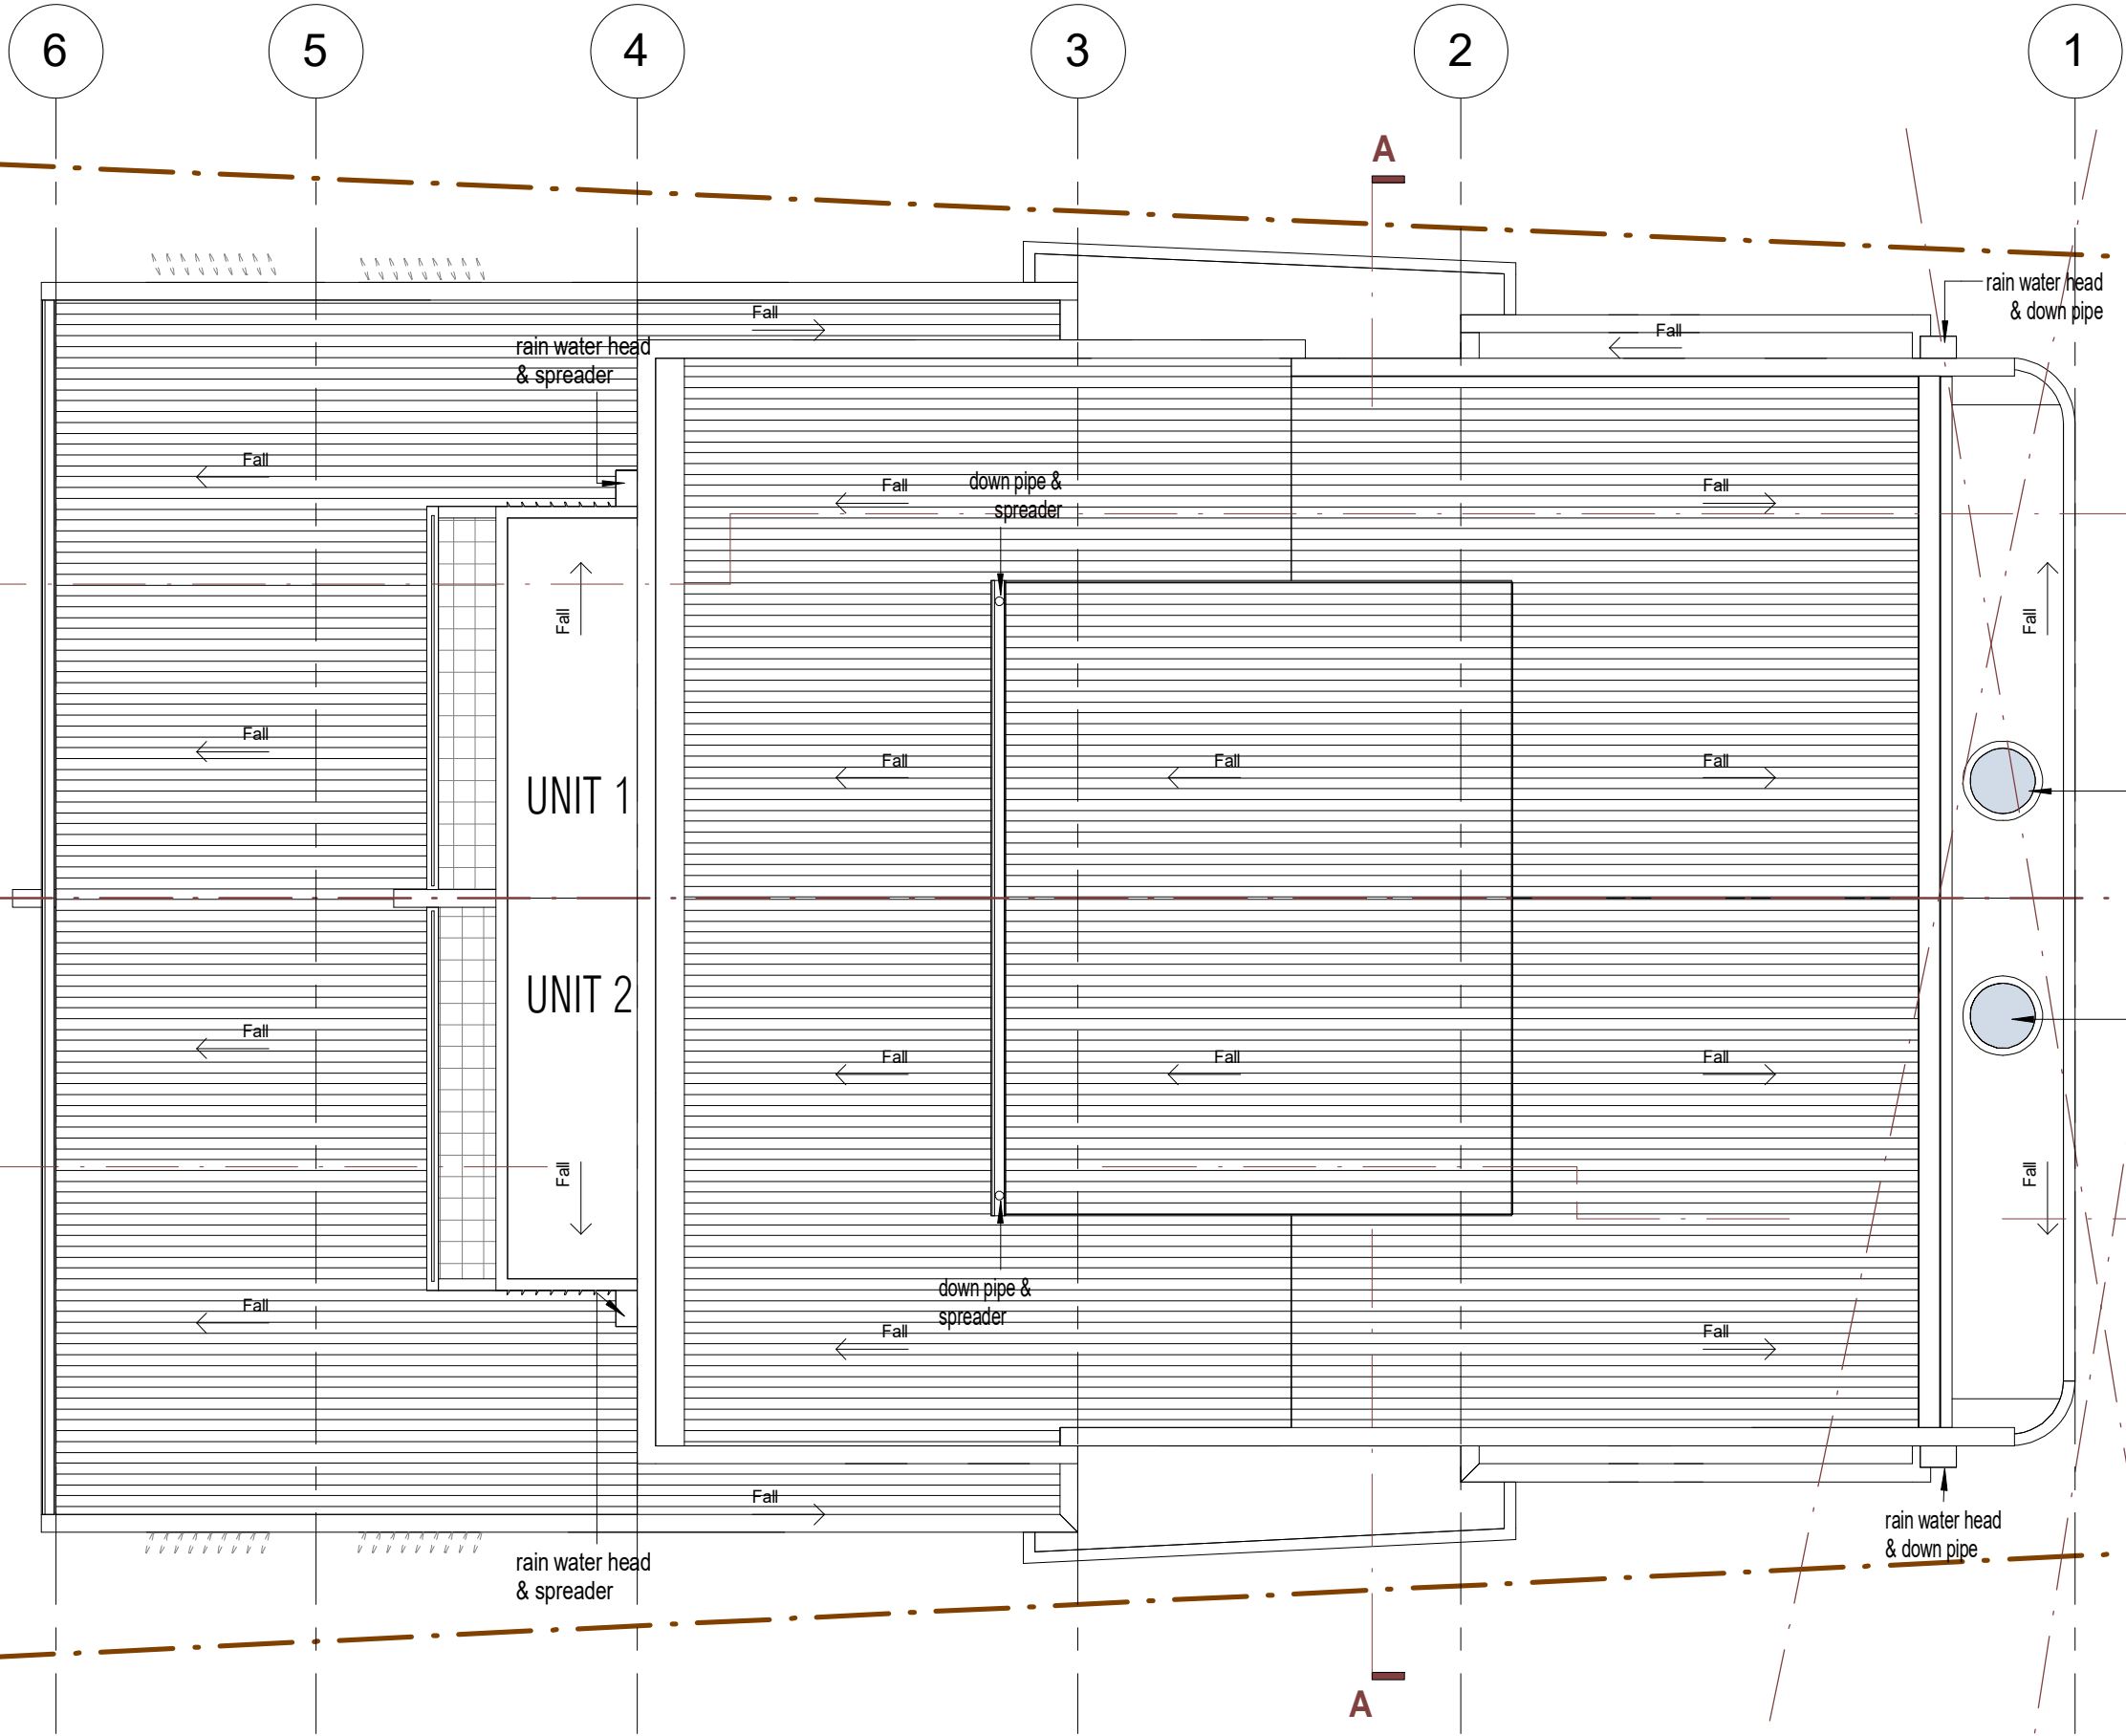 6
5
4
3
2
1
A
rain water head
& down pipe
Fall
Fall
rain water head
& spreader
Fall
down pipe &
spreader
Fall
Fall
Fall
Fall
Fall
Fall
Fall
Fall
UNIT 1
UNIT 2
Fall
Fall
Fall
Fall
Fall
Fall
down pipe &
spreader
Fall
Fall
Fall
Fall
rain water head
& down pipe
rain water head
& spreader
A